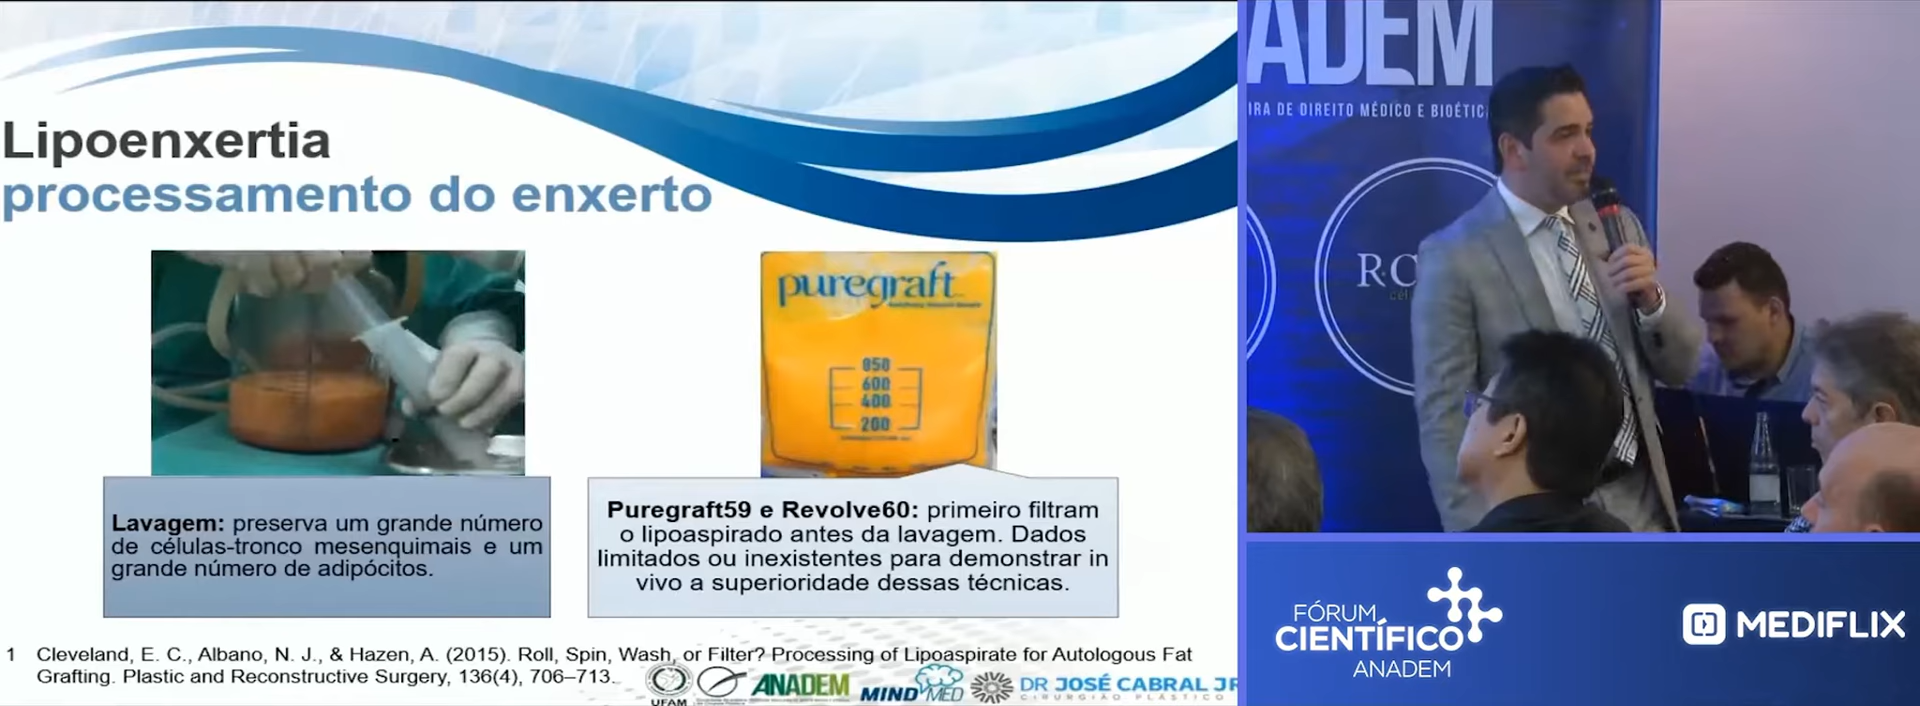 Lipoenxertia
processamento do enxerto
puregraft
850
600
400
200
Lavagem: preserva um grande número
de células-tronco mesenquimais e um
grande número de adipócitos.
Puregraft59 e Revolve60: primeiro filtram
o lipoaspirado antes da lavagem. Dados
limitados ou inexistentes para demonstrar in
vivo a superioridade dessas técnicas.
1 Cleveland, E. C., Albano, N. J., & Hazen, A. (2015). Roll, Spin, Wash, or Filter? Processing of Lipoaspirate for Autologous Fat
Grafting. Plastic and Reconstructive Surgery, 136(4), 706–713.
UFAM
ANADEM
MIND MED
DR JOSÉ CABRAL JR
CIRURGIÃO PLÁSTICO
ADEM
IRA DE DIREITO MÉDICO E BIOÉTIC
R·C
cél
FÓRUM
CIENTÍFICO
ANADEM
MEDIFLIX